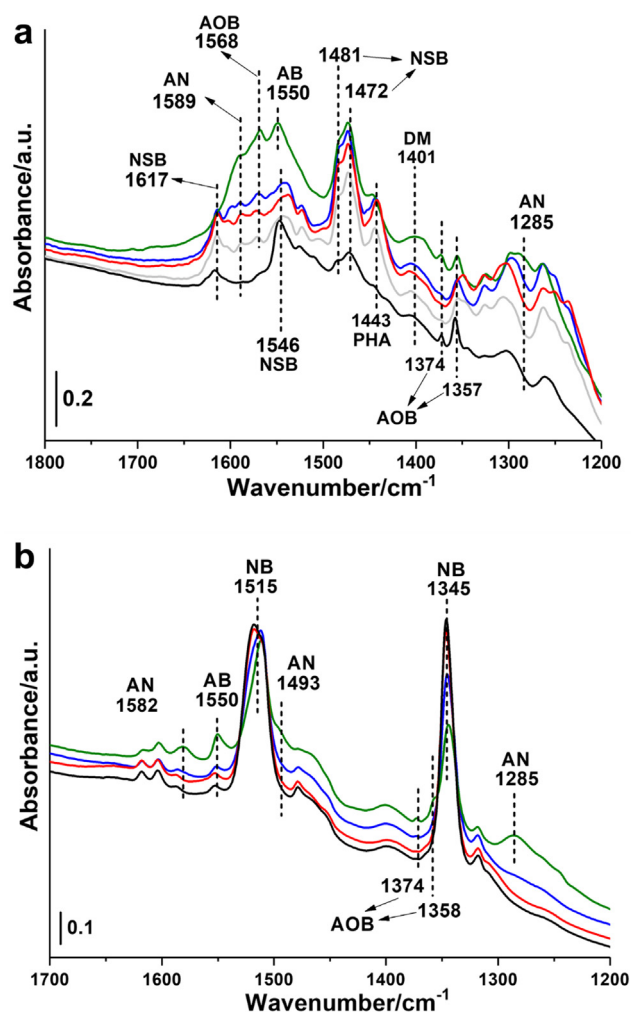 a
AOB
1568
AN
1589
AB
1550
1481
NSB
1472
NSB
1617
DM
1401
AN
1285
1546
NSB
1443
PHA
1374
1357
AOB
0.2
Absorbance/a.u.
1800 1700 1600 1500 1400 1300 1200
Wavenumber/cm-1
b
NB
1515
NB
1345
AN
1582
AB
1550
AN
1493
AN
1285
1374
1358
AOB
0.1
Absorbance/a.u.
1700 1600 1500 1400 1300 1200
Wavenumber/cm-1